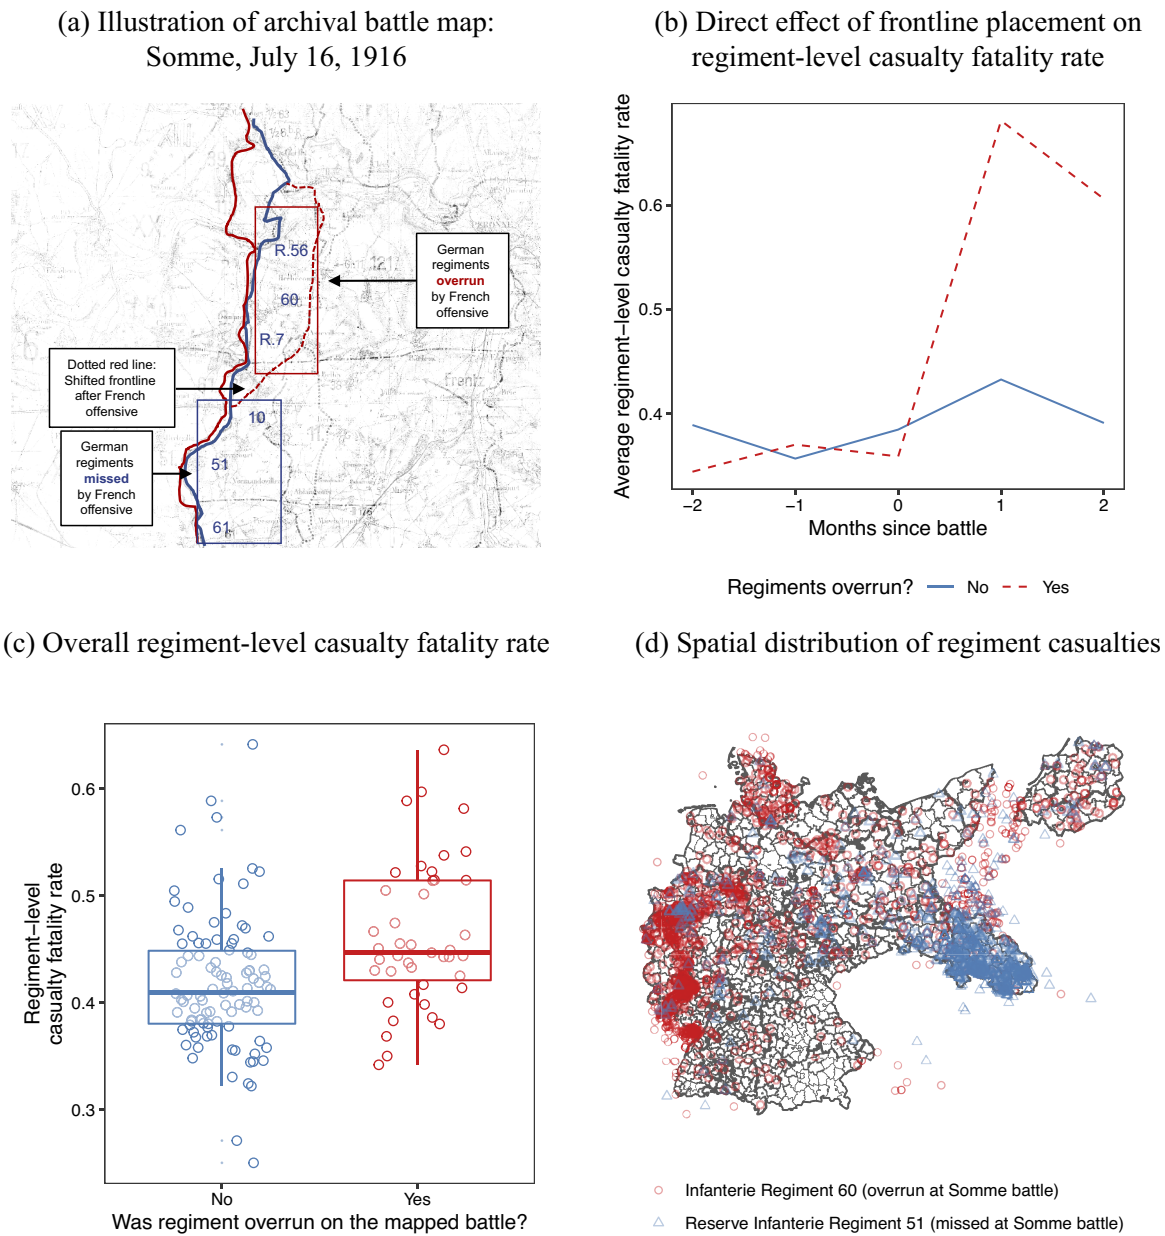 (a) Illustration of archival battle map:
Somme, July 16, 1916
R.56
60
R.7
10
51
61
German
regiments
overrun
by French
offensive
Dotted red line:
Shifted frontline
after French
offensive
German
regiments
missed
by French
offensive
(b) Direct effect of frontline placement on
regiment-level casualty fatality rate
Average regiment–level casualty fatality rate
0.6
0.5
0.4
−2
−1
0
1
2
Months since battle
Regiments overrun? No Yes
(c) Overall regiment-level casualty fatality rate
Regiment–level
casualty fatality rate
0.6
0.5
0.4
0.3
No
Yes
Was regiment overrun on the mapped battle?
(d) Spatial distribution of regiment casualties
Infanterie Regiment 60 (overrun at Somme battle)
Reserve Infanterie Regiment 51 (missed at Somme battle)